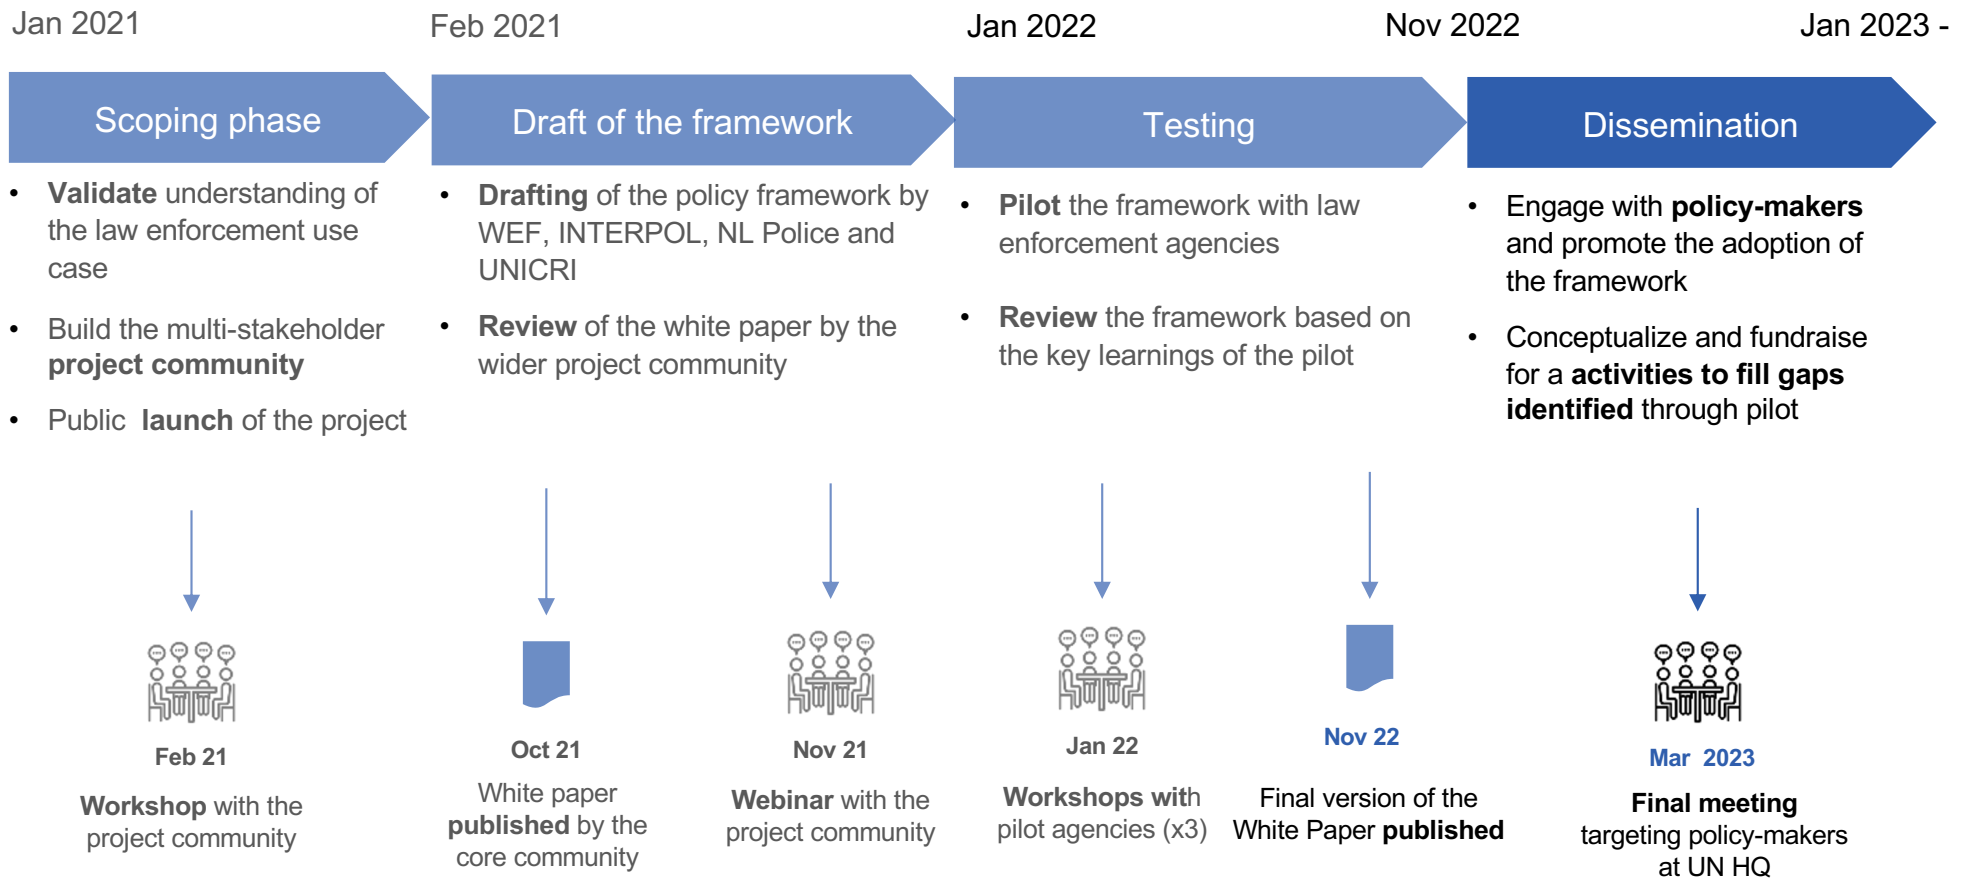 Jan 2021
Feb 2021
Jan 2022
Nov 2022
Jan 2023 -
Scoping phase
Draft of the framework
Testing
Dissemination
• Validate understanding of
the law enforcement use
case
• Build the multi-stakeholder
project community
• Public launch of the project
• Drafting of the policy framework by
WEF, INTERPOL, NL Police and
UNICRI
• Review of the white paper by the
wider project community
• Pilot the framework with law
enforcement agencies
• Review the framework based on
the key learnings of the pilot
• Engage with policy-makers
and promote the adoption of
the framework
• Conceptualize and fundraise
for a activities to fill gaps
identified through pilot
Feb 21
Workshop with the
project community
Oct 21
White paper
published by the
core community
Nov 21
Webinar with the
project community
Jan 22
Workshops with
pilot agencies (x3)
Nov 22
Final version of the
White Paper published
Mar 2023
Final meeting
targeting policy-makers
at UN HQ